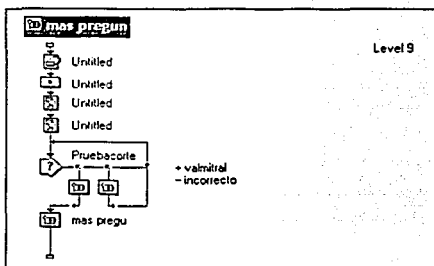 mas pregun
Level 9
Untitled
Untitled
Untitled
Untitled
Pruebacorte
+ valmitral
– incorrecto
mas pregu